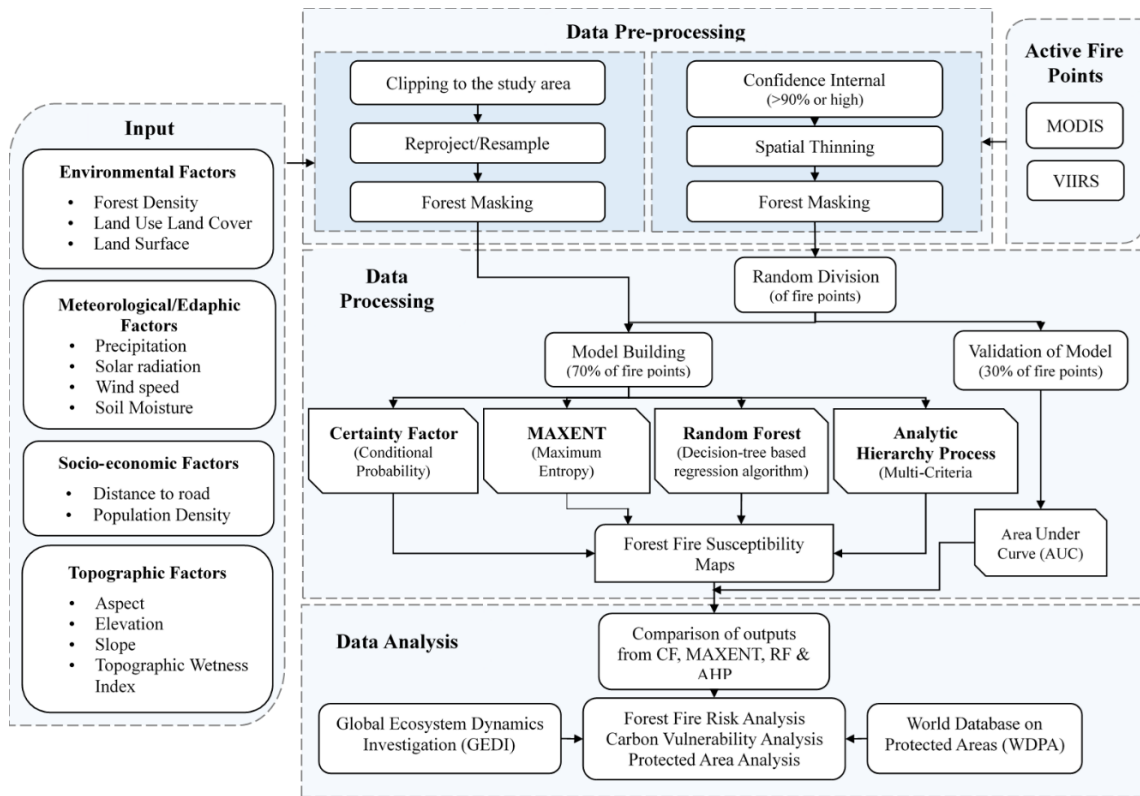 Data Pre-processing
Clipping to the study area
Reproject/Resample
Forest Masking
Confidence Internal
(>90% or high)
Spatial Thinning
Forest Masking
Active Fire
Points
MODIS
VIIRS
Input
Environmental Factors
• Forest Density
• Land Use Land Cover
• Land Surface
Meteorological/Edaphic
Factors
• Precipitation
• Solar radiation
• Wind speed
• Soil Moisture
Socio-economic Factors
• Distance to road
• Population Density
Topographic Factors
• Aspect
• Elevation
• Slope
• Topographic Wetness
Index
Data
Processing
Random Division
(of fire points)
Model Building
(70% of fire points)
Validation of Model
(30% of fire points)
Certainty Factor
(Conditional
Probability)
MAXENT
(Maximum
Entropy)
Random Forest
(Decision-tree based
regression algorithm)
Analytic
Hierarchy Process
(Multi-Criteria
Forest Fire Susceptibility
Maps
Area Under
Curve (AUC)
Data Analysis
Comparison of outputs
from CF, MAXENT, RF &
AHP
Global Ecosystem Dynamics
Investigation (GEDI)
Forest Fire Risk Analysis
Carbon Vulnerability Analysis
Protected Area Analysis
World Database on
Protected Areas (WDPA)